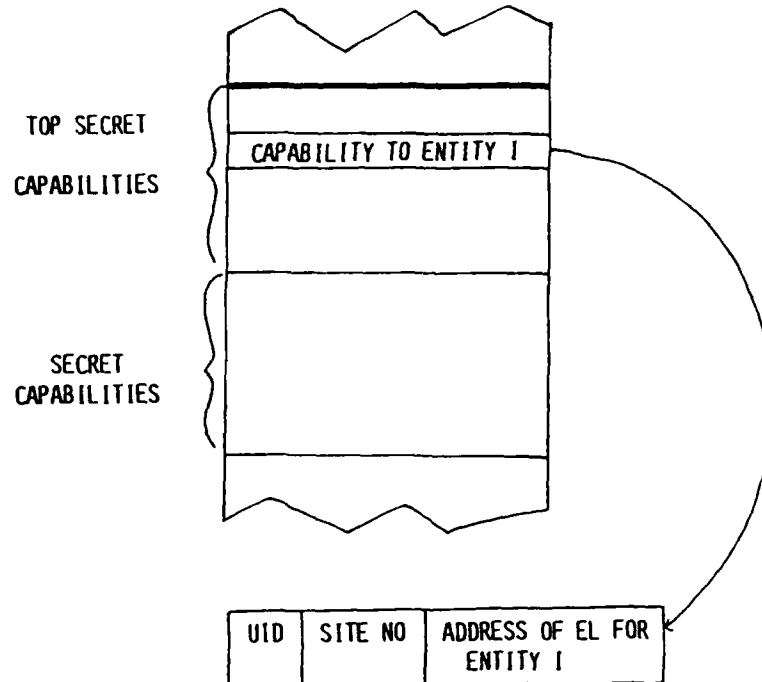 TOP SECRET
CAPABILITIES
CAPABILITY TO ENTITY I
SECRET
CAPABILITIES
UID
SITE NO
ADDRESS OF EL FOR
ENTITY I